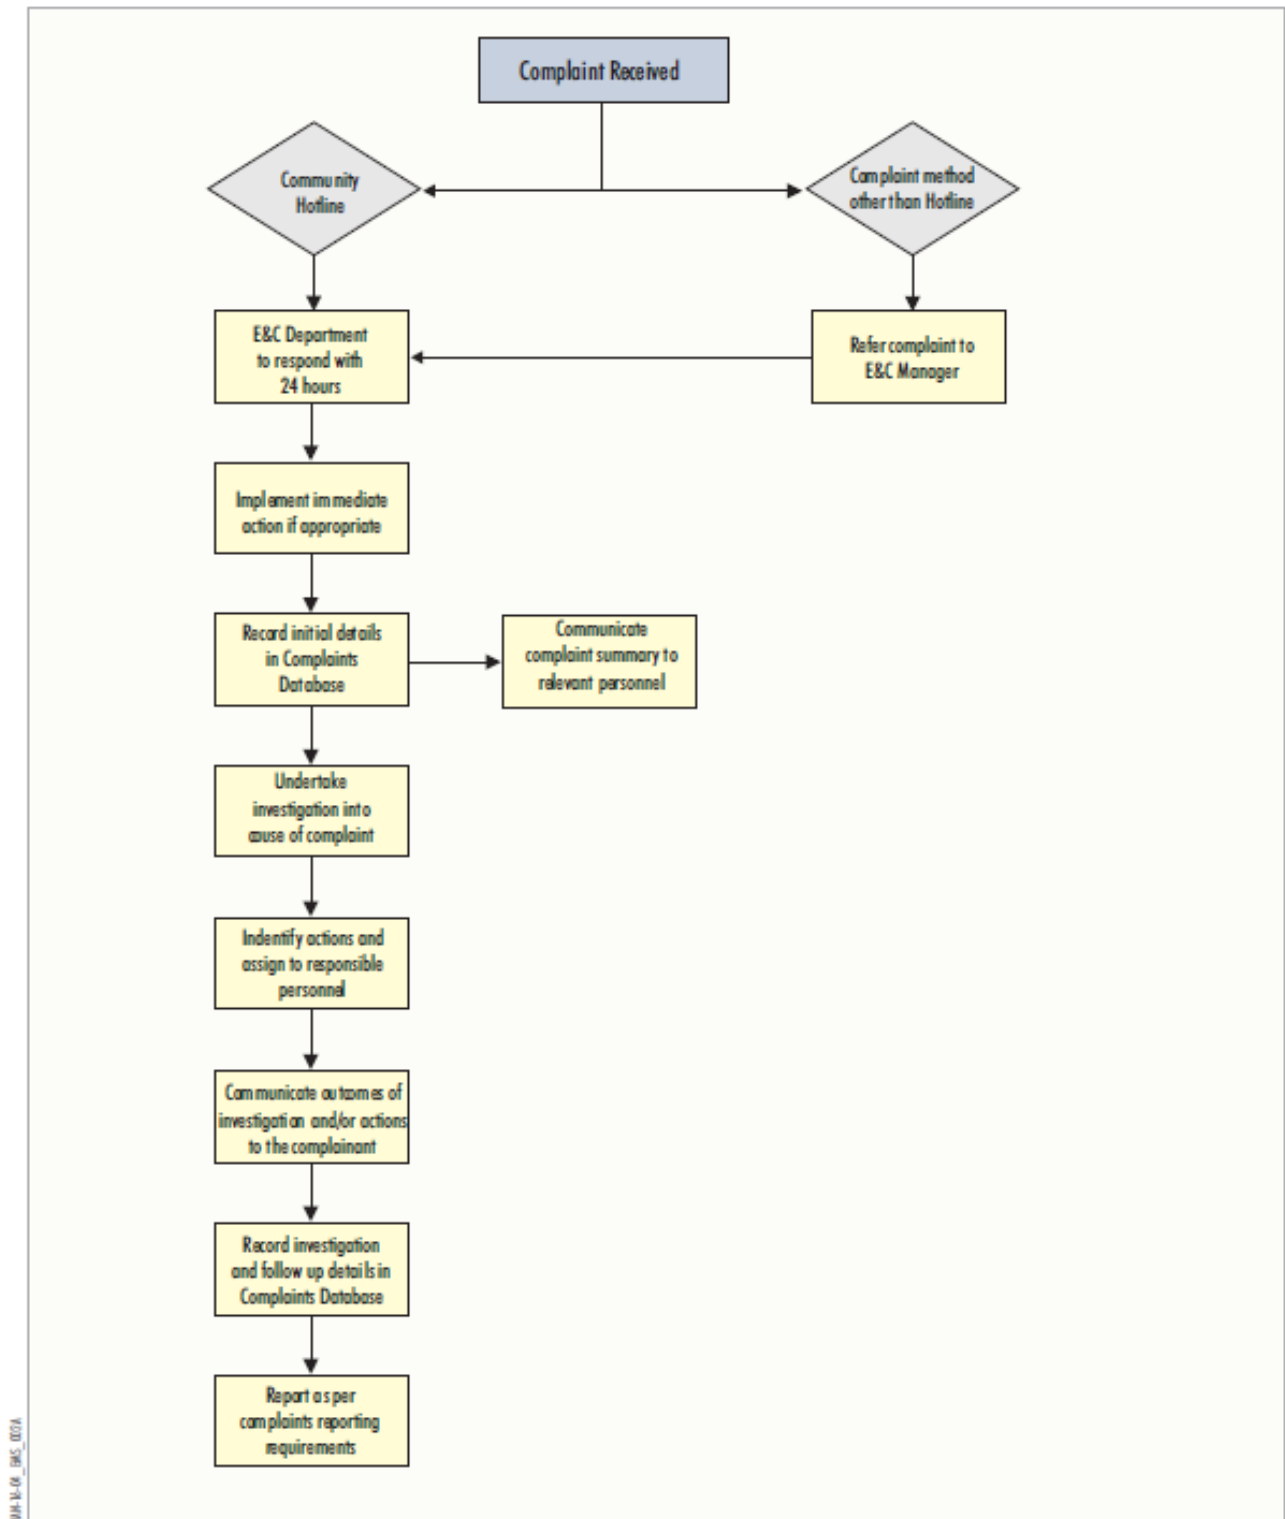 Complaint Received
Community
Hotline
Complaint method
other than Hotline
E&C Department
to respond with
24 hours
Refer complaint to
E&C Manager
Implement immediate
action if appropriate
Record initial details
in Complaints
Database
Communicate
complaint summary to
relevant personnel
Undertake
investigation into
cause of complaint
Indentify actions and
assign to responsible
personnel
Communicate outcomes of
investigation and/or actions
to the complainant
Record investigation
and follow up details in
Complaints Database
Report as per
complaints reporting
requirements